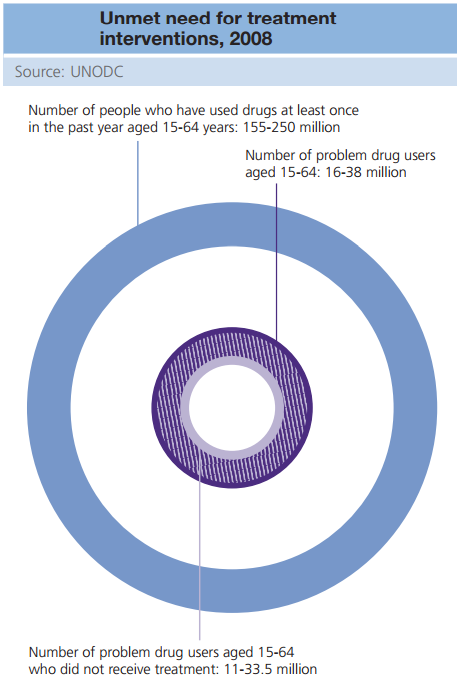 Unmet need for treatment
interventions, 2008
Source: UNODC
Number of people who have used drugs at least once
in the past year aged 15-64 years: 155-250 million
Number of problem drug users
aged 15-64: 16-38 million
Number of problem drug users aged 15-64
who did not receive treatment: 11-33.5 million